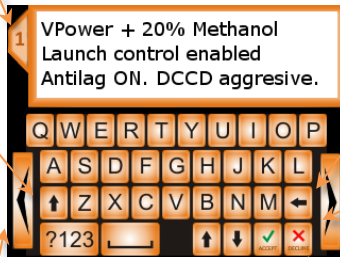 1
VPower + 20% Methanol
Launch control enabled
Antilag ON. DCCD aggresive.
Q W E R T Y U I O P
A S D F G H J K L
Z X C V B N M
?123 ACCEPT DECLINE